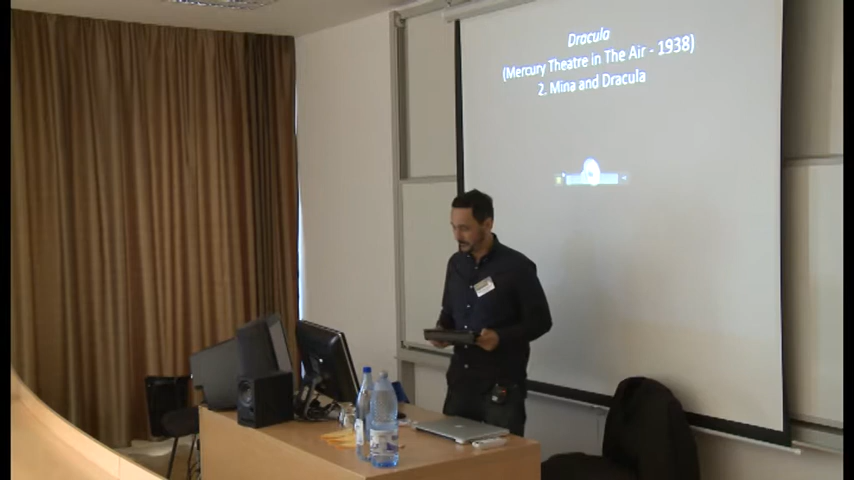 Dracula
(Mercury Theatre in The Air - 1938)
2. Mina and Dracula